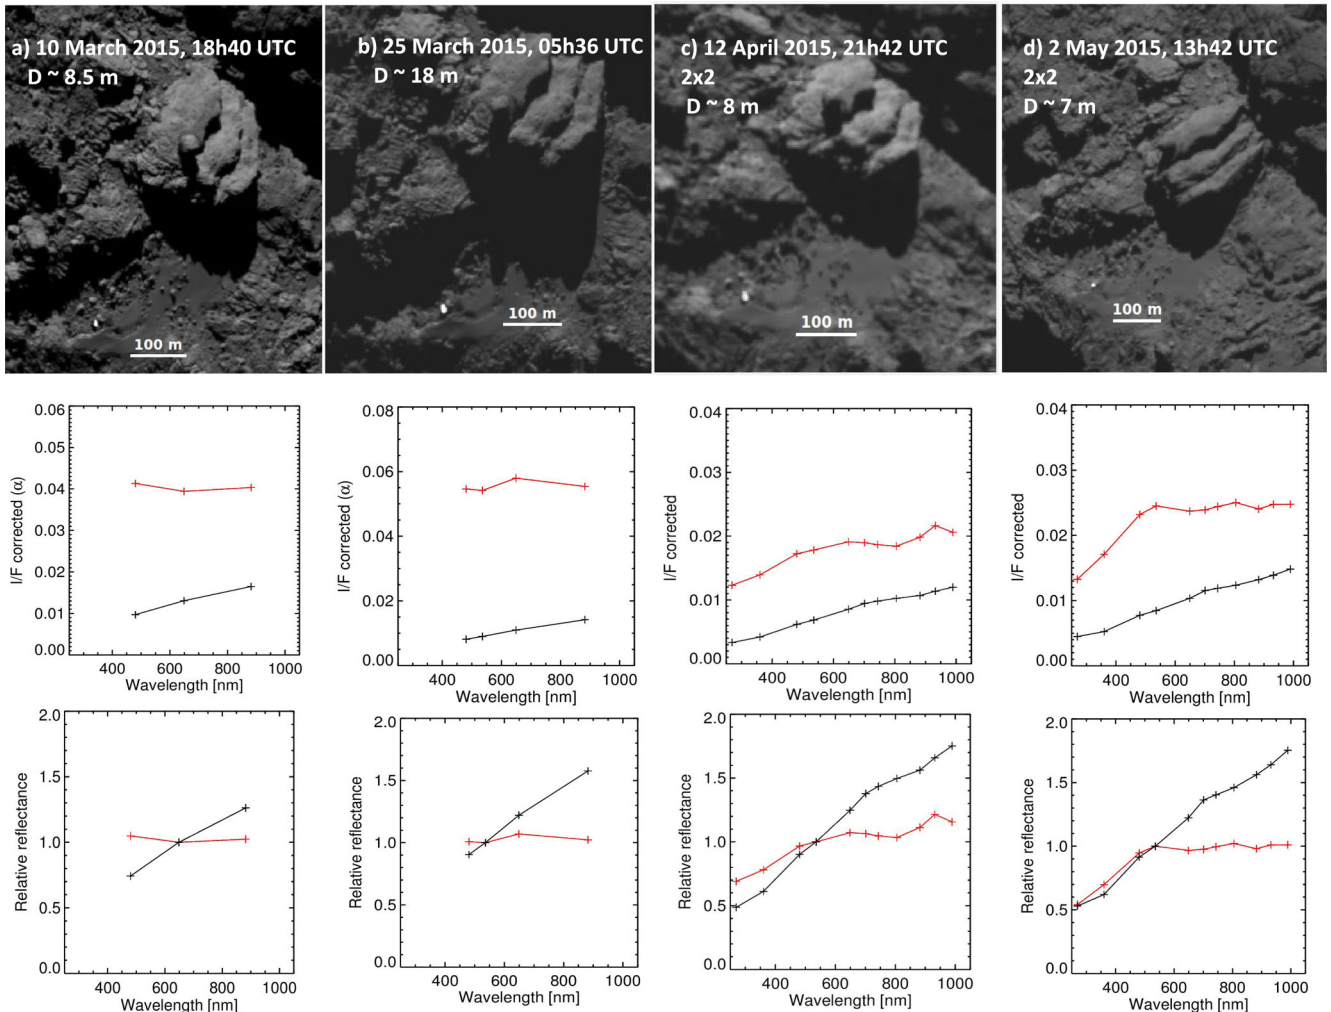 a) 10 March 2015, 18h40 UTC
D ~ 8.5 m
100 m
b) 25 March 2015, 05h36 UTC
D ~ 18 m
100 m
c) 12 April 2015, 21h42 UTC
2x2
D ~ 8 m
100 m
d) 2 May 2015, 13h42 UTC
2x2
D ~ 7 m
100 m
I/F corrected (α)
0.06
0.05
0.04
0.03
0.02
0.01
0.00
400 600 800 1000
Wavelength [nm]
I/F corrected (α)
0.08
0.06
0.04
0.02
0.00
400 600 800 1000
Wavelength [nm]
I/F corrected
0.04
0.03
0.02
0.01
0.00
400 600 800 1000
Wavelength [nm]
I/F corrected
0.04
0.03
0.02
0.01
0.00
400 600 800 1000
Wavelength [nm]
Relative reflectance
2.0
1.5
1.0
0.5
0.0
400 600 800 1000
Wavelength [nm]
Relative reflectance
2.0
1.5
1.0
0.5
0.0
400 600 800 1000
Wavelength [nm]
Relative reflectance
2.0
1.5
1.0
0.5
0.0
400 600 800 1000
Wavelength [nm]
Relative reflectance
2.0
1.5
1.0
0.5
0.0
400 600 800 1000
Wavelength [nm]